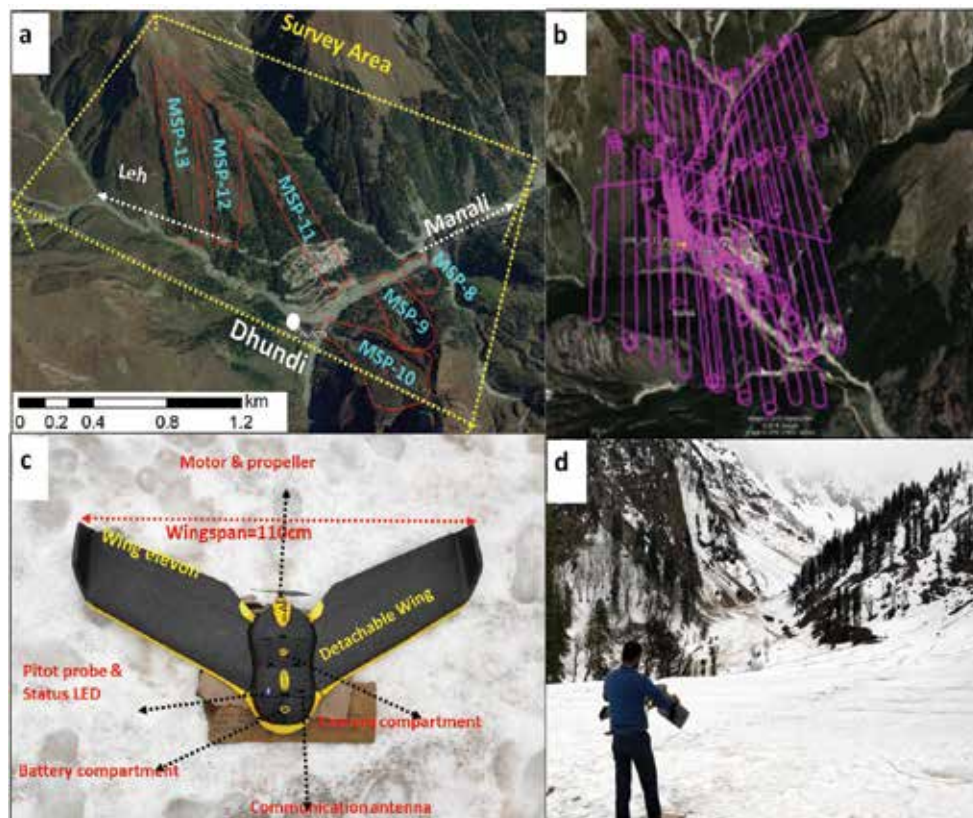 a
Survey Area
MSP-13
MSP-12
MSP-11
Leh
Manali
MSP-8
MSP-9
MSP-10
Dhundi
km
0 0.2 0.4 0.8 1.2
b
c
Motor & propeller
Wingspan=110cm
Wing elevon
Detachable Wing
Pitot probe &
Status LED
Camera compartment
Battery compartment
Communication antenna
d